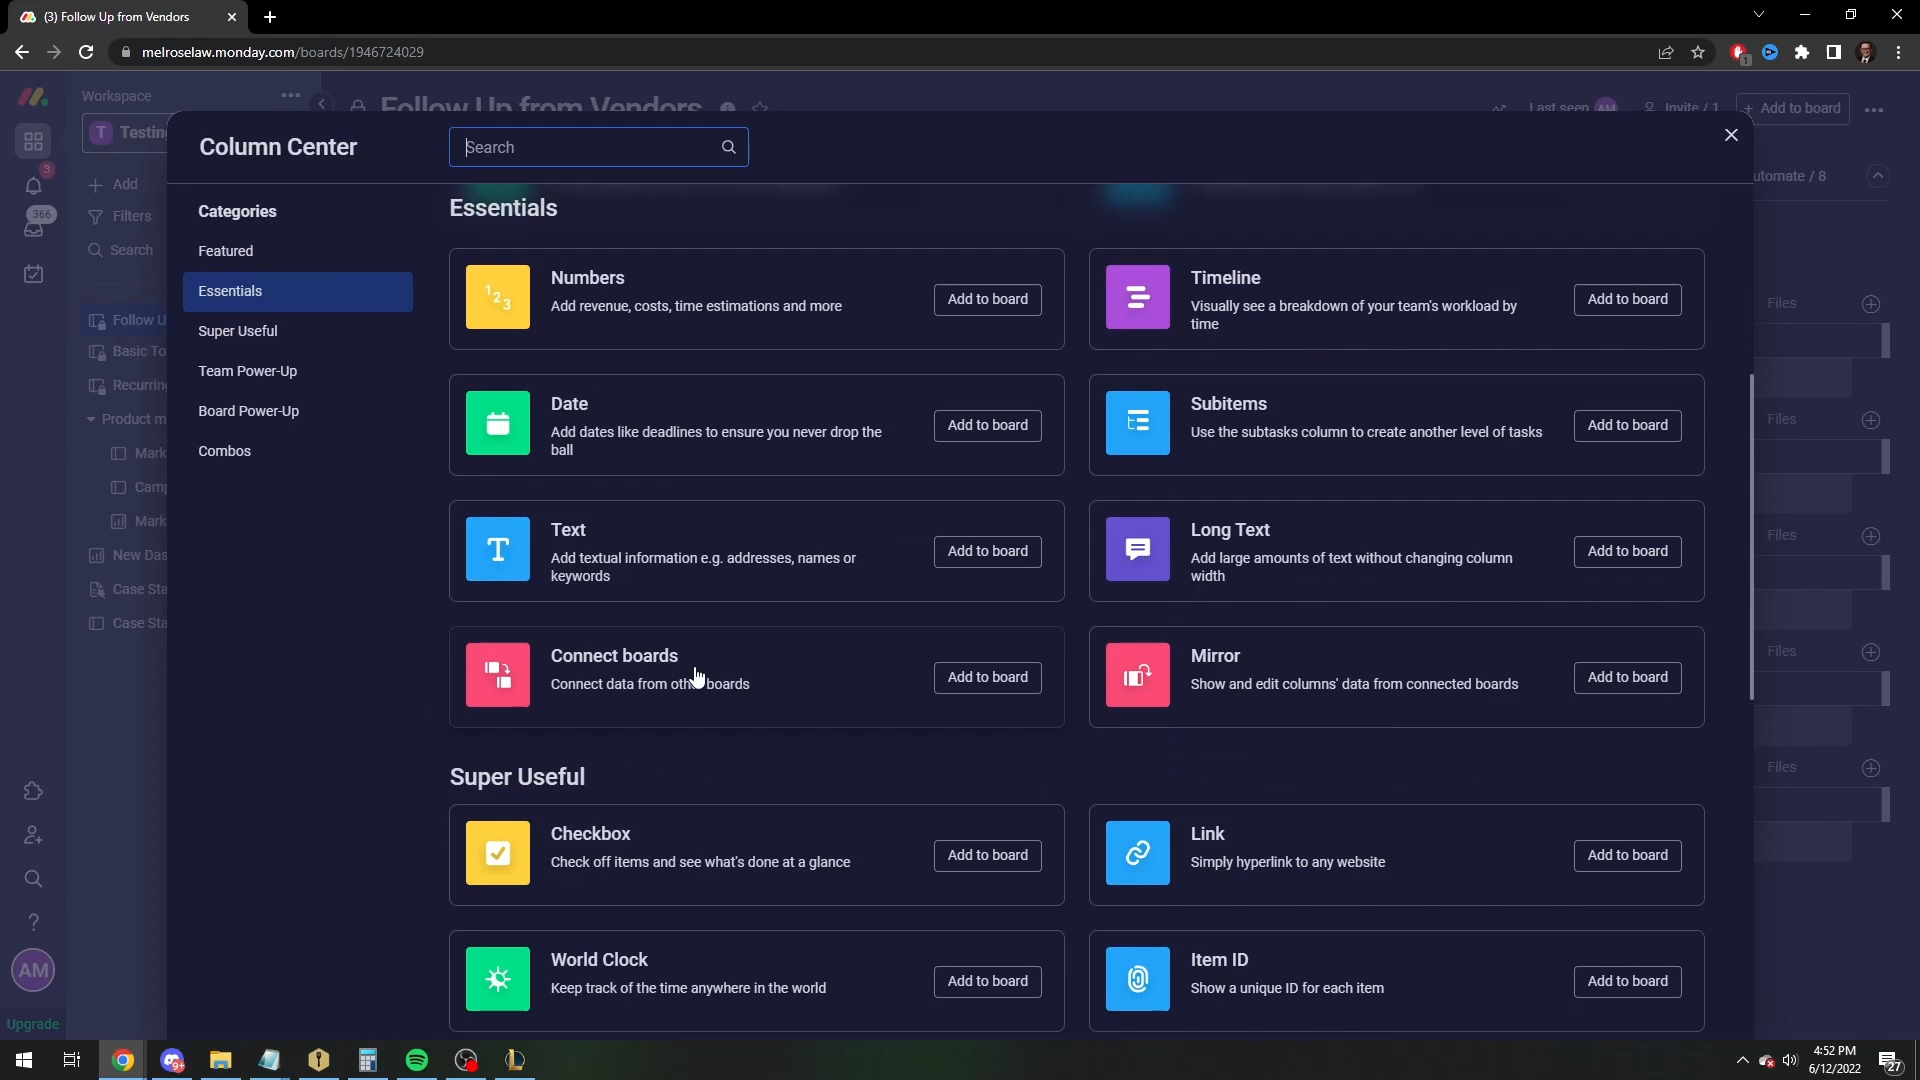 (3) Follow Up from Vendors
melroselaw.monday.com/boards/1946724029
1
Workspace
Follow Up from Vendors
Last seen AM
Invite / 1
+ Add to board
T Testing
3
Add
366
Filters
Search
Column Center
Search
utomate / 8
Categories
Featured
Essentials
Super Useful
Team Power-Up
Board Power-Up
Combos
Follow U
Basic To
Recurrin
Product m
Mark
Camp
Mark
New Das
Case Sta
Case Sta
Essentials
Numbers
Add revenue, costs, time estimations and more
Add to board
Timeline
Visually see a breakdown of your team's workload by
time
Add to board
Date
Add dates like deadlines to ensure you never drop the
ball
Add to board
Subitems
Use the subtasks column to create another level of tasks
Add to board
Text
Add textual information e.g. addresses, names or
keywords
Add to board
Long Text
Add large amounts of text without changing column
width
Add to board
Connect boards
Connect data from oth boards
Add to board
Mirror
Show and edit columns' data from connected boards
Add to board
Super Useful
Checkbox
Check off items and see what's done at a glance
Add to board
Link
Simply hyperlink to any website
Add to board
World Clock
Keep track of the time anywhere in the world
Add to board
Item ID
Show a unique ID for each item
Add to board
Files
Files
Files
Files
Files
AM
Upgrade
9+
4:52 PM
6/12/2022
27